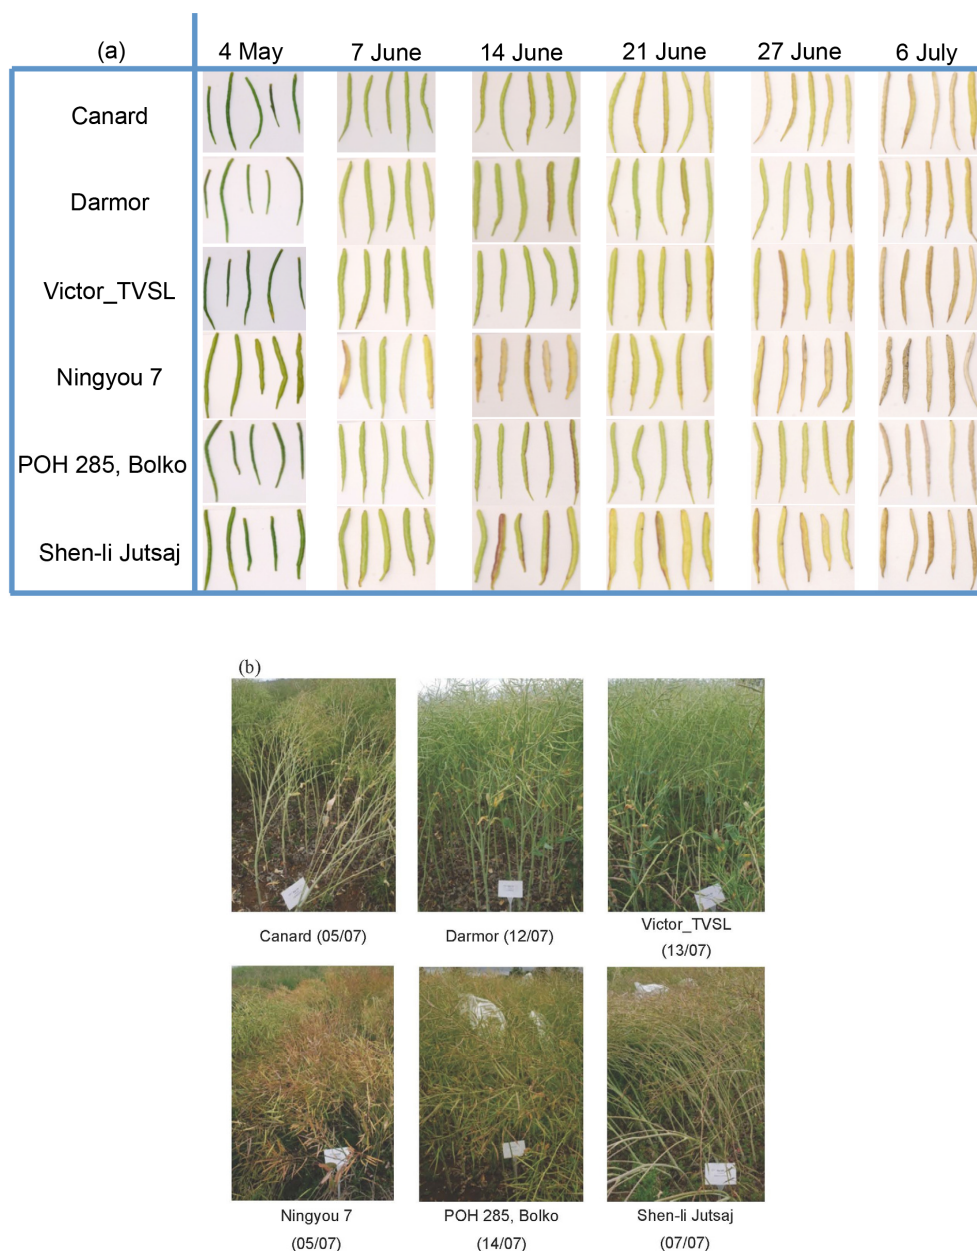 (a) 4 May 7 June 14 June 21 June 27 June 6 July
Canard
Darmor
Victor_TVSL
Ningyou 7
POH 285, Bolko
Shen-li Jutsaj
(b)
Canard (05/07) Darmor (12/07) Victor_TVSL
(13/07)
Ningyou 7 POH 285, Bolko Shen-li Jutsaj
(05/07) (14/07) (07/07)